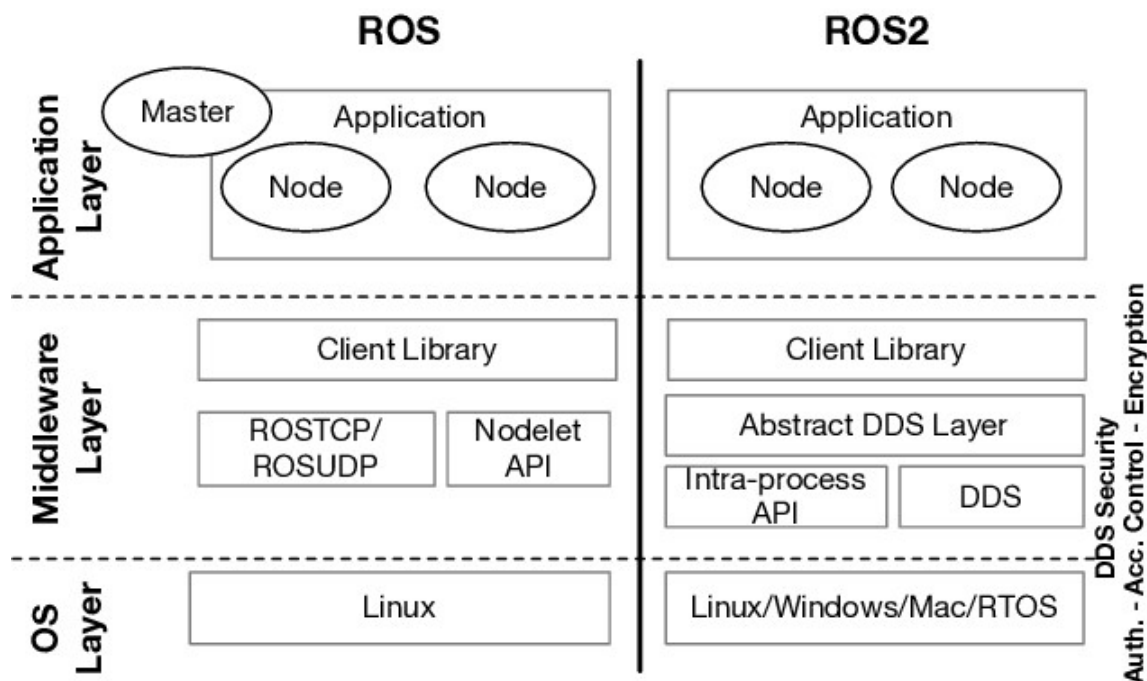 ROS
ROS2
Application
Layer
Master
Application
Node
Node
Application
Node
Node
Middleware
Layer
Client Library
ROSTCP/
ROSUDP
Nodelet
API
Client Library
Abstract DDS Layer
Intra-process
API
DDS
OS
Layer
Linux
Linux/Windows/Mac/RTOS
DDS Security
Auth. - Acc. Control - Encryption